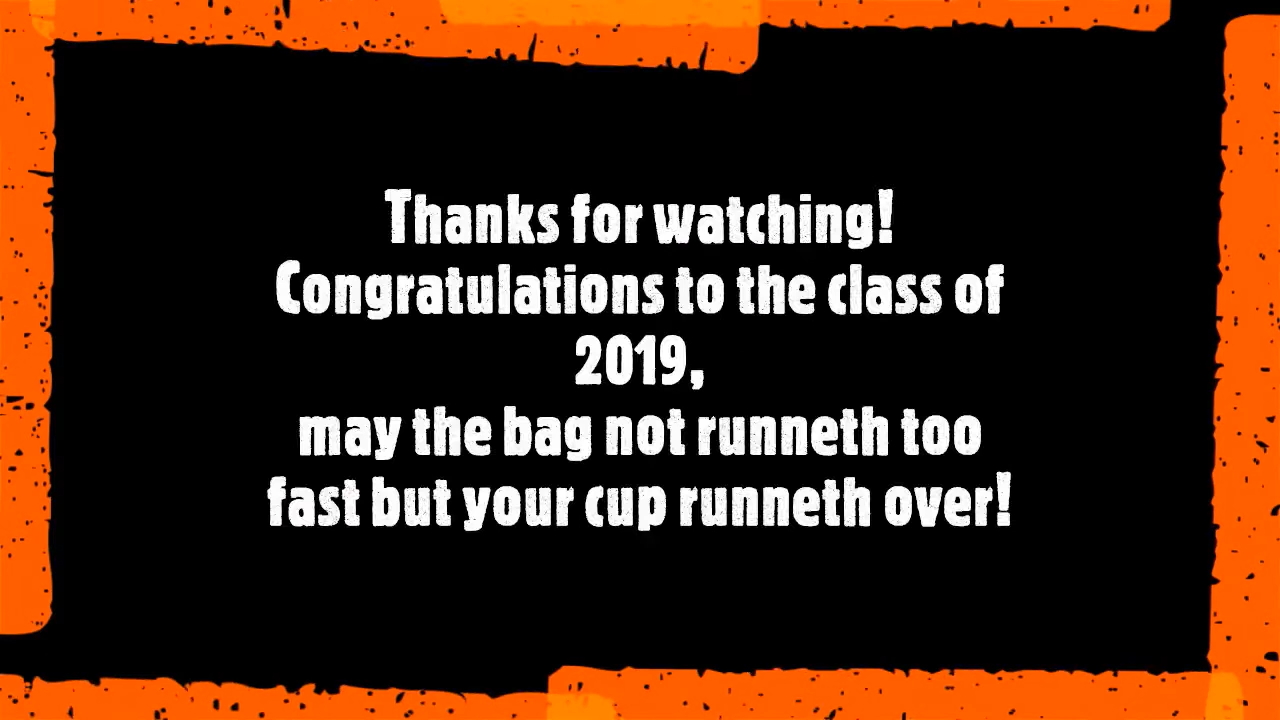 Thanks for watching!
Congratulations to the class of
2019,
may the bag not runneth too
fast but your cup runneth over!